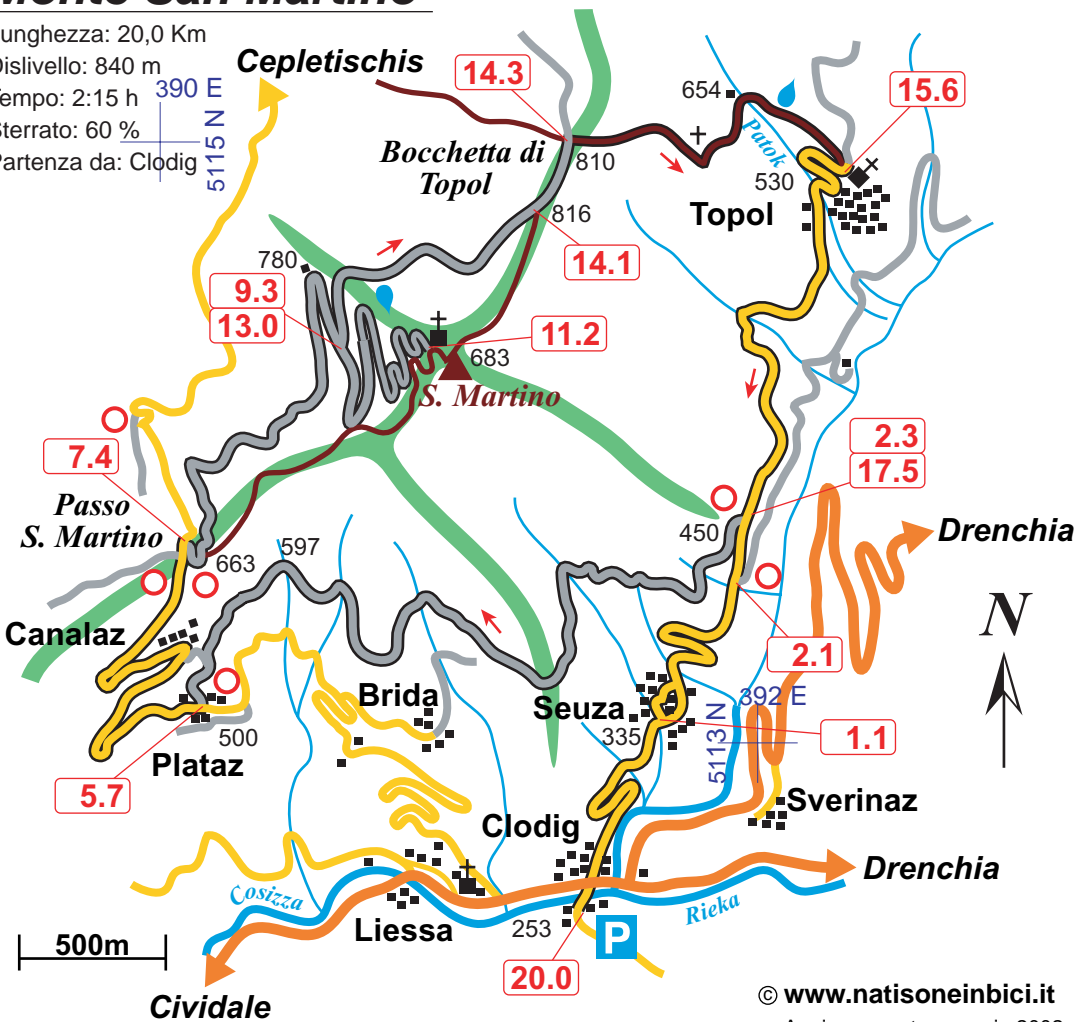 Monte San Martino
Lunghezza: 20,0 Km
Dislivello: 840 m
Tempo: 2:15 h
Sterrato: 60 %
Partenza da: Clodig
390 E
5115 N
Cepletischis
14.3
654
15.6
Patok
Bocchetta di
Topol
810
530
Topol
816
14.1
780
9.3
13.0
11.2
683
S. Martino
7.4
2.3
17.5
Passo
S. Martino
450
Drenchia
663
597
N
Canalaz
2.1
Brida
Seuza
392 E
5113 N
335
1.1
500
Plataz
5.7
Sverinaz
Clodig
Drenchia
Cosizza
Rieka
Liessa
253
P
500m
20.0
Cividale
© www.natisoneinbici.it